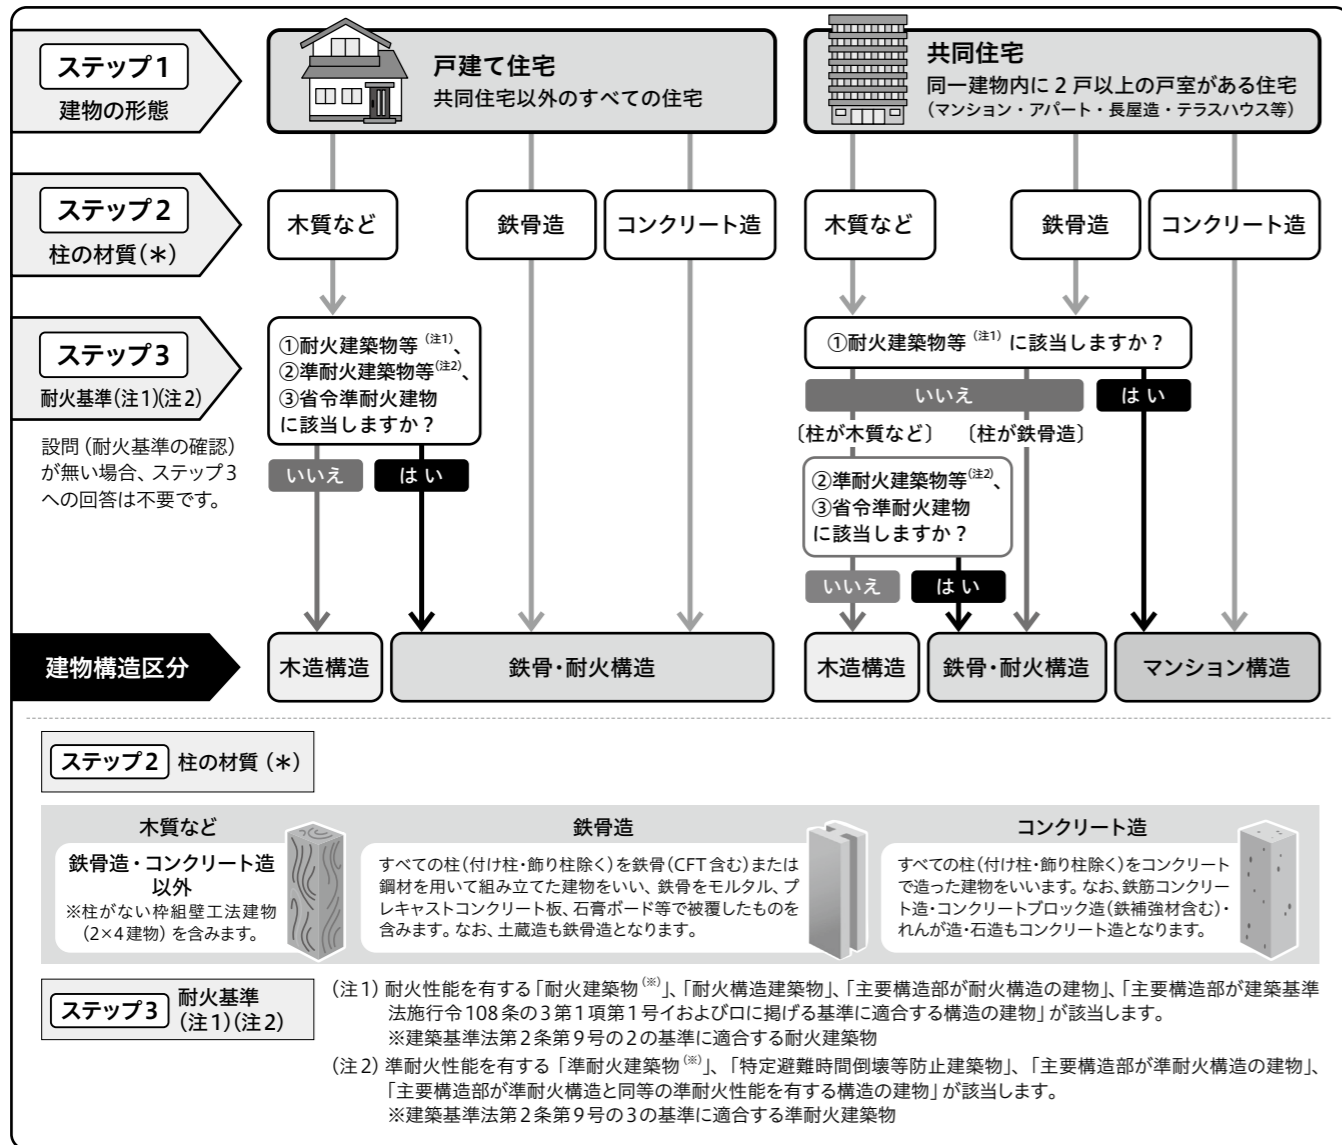 ステップ1
建物の形態
戸建て住宅
共同住宅以外のすべての住宅
共同住宅
同一建物内に2戸以上の戸室がある住宅
（マンション・アパート・長屋造・テラスハウス等）
ステップ2
柱の材質（＊）
木質など
鉄骨造
コンクリート造
木質など
鉄骨造
コンクリート造
ステップ3
耐火基準（注1）（注2）
設問（耐火基準の確認）
が無い場合、ステップ3
への回答は不要です。
①耐火建築物等（注1）、
②準耐火建築物等（注2）、
③省令準耐火建物
に該当しますか？
いいえ
はい
①耐火建築物等（注1）に該当しますか？
いいえ
はい
〔柱が木質など〕
〔柱が鉄骨造〕
②準耐火建築物等（注2）、
③省令準耐火建物
に該当しますか？
いいえ
はい
建物構造区分
木造構造
鉄骨・耐火構造
木造構造
鉄骨・耐火構造
マンション構造
ステップ2 柱の材質（＊）
木質など
鉄骨造・コンクリート造
以外
※柱がない枠組壁工法建物
（2×4建物）を含みます。
鉄骨造
すべての柱（付け柱・飾り柱除く）を鉄骨（CFT含む）または
鋼材を用いて組み立てた建物をいい、鉄骨をモルタル、プ
レキャストコンクリート板、石膏ボード等で被覆したものを
含みます。なお、土蔵造も鉄骨造となります。
コンクリート造
すべての柱（付け柱・飾り柱除く）をコンクリート
で造った建物をいいます。なお、鉄筋コンクリー
ト造・コンクリートブロック造（鉄補強材含む）・
れんが造・石造もコンクリート造となります。
ステップ3 耐火基準
（注1）（注2）
（注1）耐火性能を有する「耐火建築物（※）」、「耐火構造建築物」、「主要構造部が耐火構造の建物」、「主要構造部が建築基準
法施行令108条の3第1項第1号イおよびロに掲げる基準に適合する構造の建物」が該当します。
※建築基準法第2条第9号の2の基準に適合する耐火建築物
（注2）準耐火性能を有する「準耐火建築物（※）」、「特定避難時間倒壊等防止建築物」、「主要構造部が準耐火構造の建物」、
「主要構造部が準耐火構造と同等の準耐火性能を有する構造の建物」が該当します。
※建築基準法第2条第9号の3の基準に適合する準耐火建築物